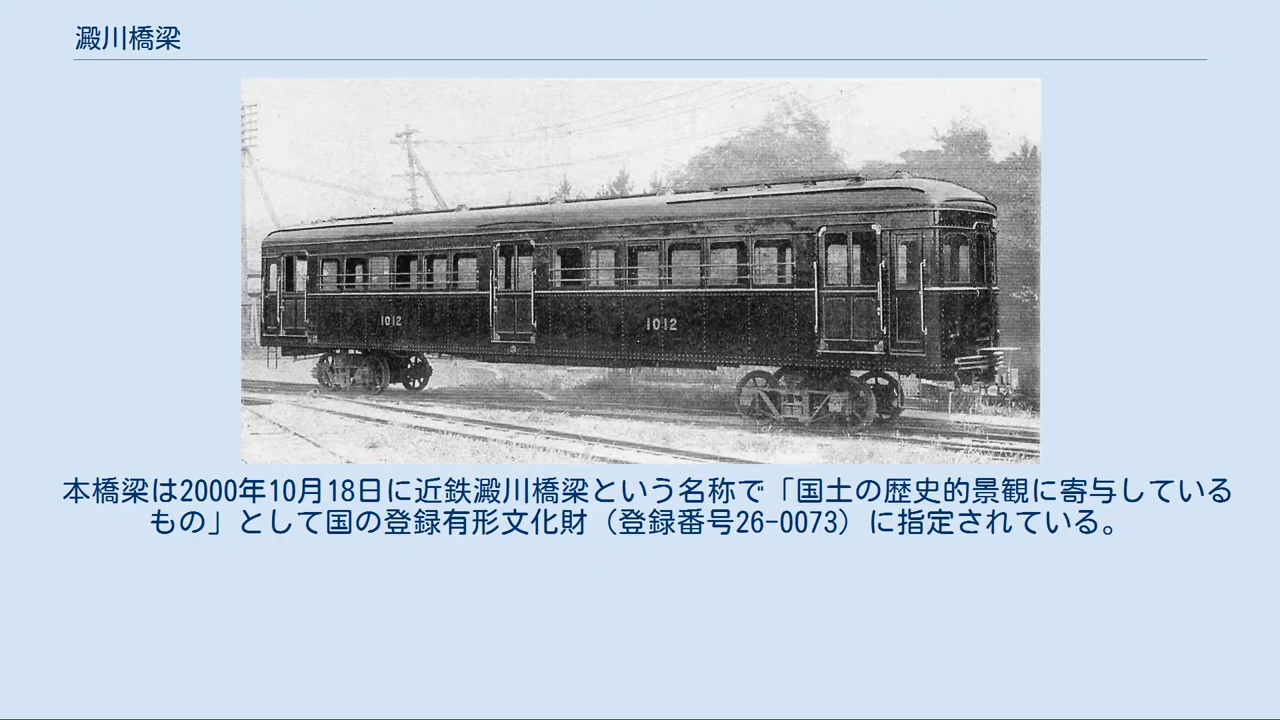 澱川橋梁
1012
1012
本橋梁は2000年10月18日に近鉄澱川橋梁という名称で「国土の歴史的景観に寄与している
もの」として国の登録有形文化財（登録番号26-0073）に指定されている。